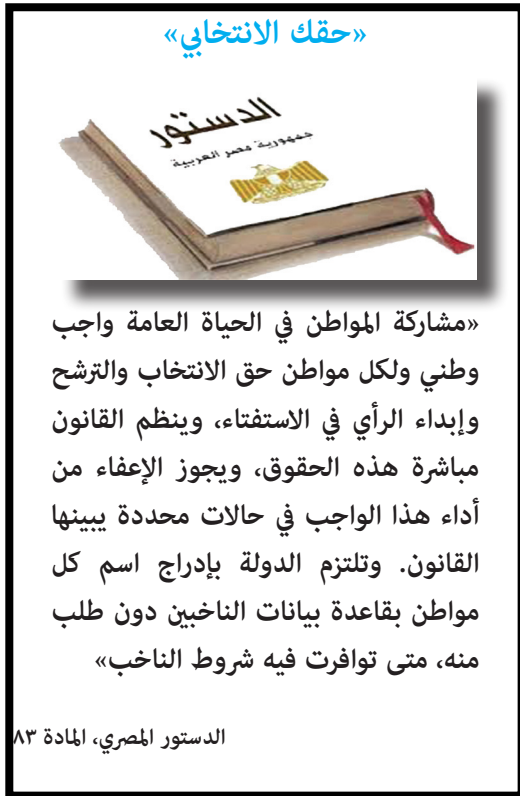 «حقك الانتخابي»
الدستور
جمهورية مصر العربية
«مشاركة المواطن في الحياة العامة واجب
وطني ولكل مواطن حق الانتخاب والترشح
وإبداء الرأي في الاستفتاء، وينظم القانون
مباشرة هذه الحقوق، ويجوز الإعفاء من
أداء هذا الواجب في حالات محددة يبينها
القانون. وتلتزم الدولة بإدراج اسم كل
مواطن بقاعدة بيانات الناخبين دون طلب
منه، متى توافرت فيه شروط الناخب»
الدستور المصري، المادة ٨٣